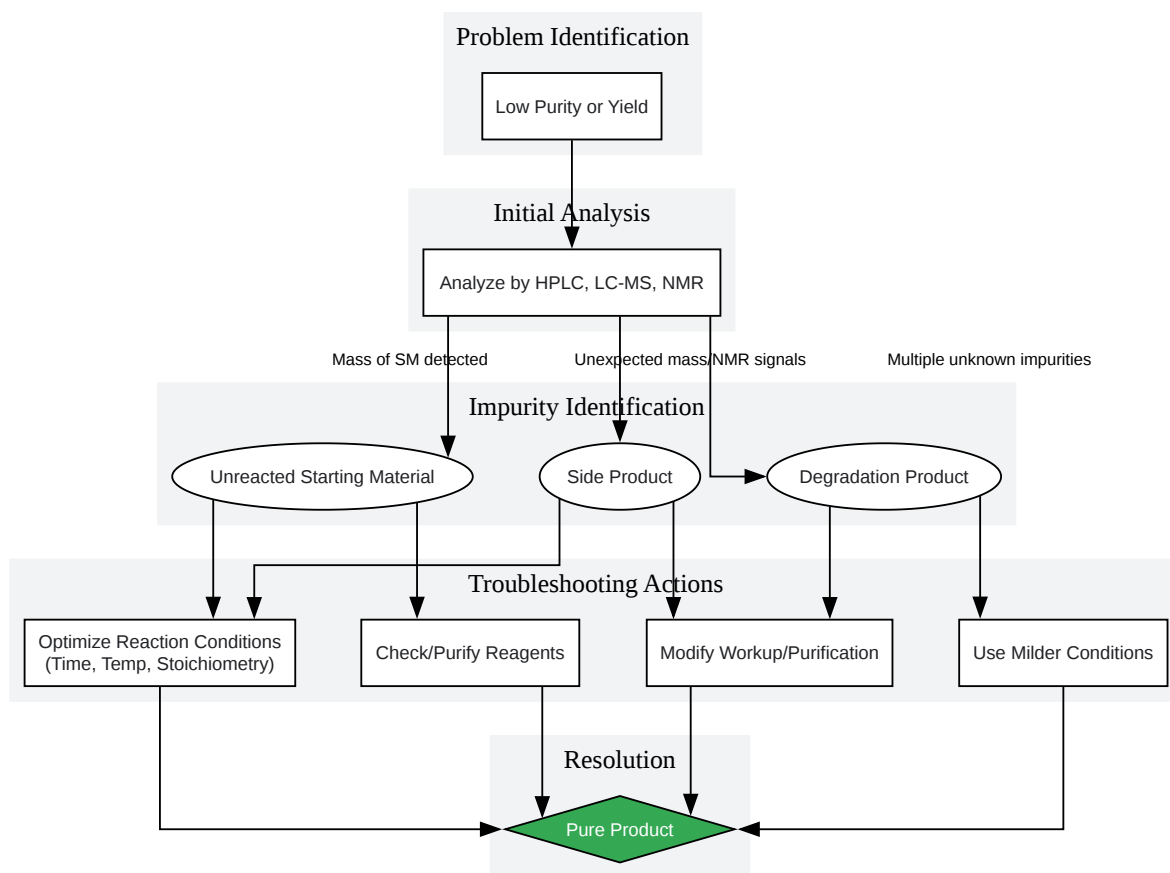 Problem Identification
Low Purity or Yield
Initial Analysis
Analyze by HPLC, LC-MS, NMR
Mass of SM detected
Unexpected mass/NMR signals
Multiple unknown impurities
Impurity Identification
Unreacted Starting Material
Side Product
Degradation Product
Troubleshooting Actions
Optimize Reaction Conditions
(Time, Temp, Stoichiometry)
Check/Purify Reagents
Modify Workup/Purification
Use Milder Conditions
Resolution
Pure Product